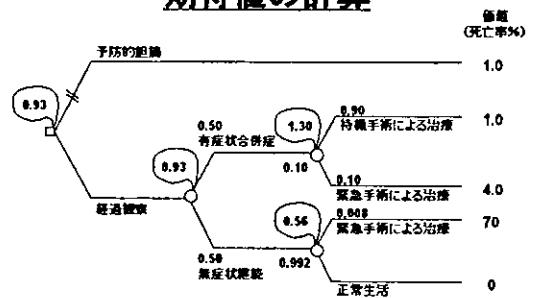 期待値の計算
価値
(死亡率%)
予防的胆摘
1.0
0.93
0.50
有症状合併症
1.30
0.90
待機手術による治療
1.0
0.10
0.10
緊急手術による治療
4.0
0.93
経過観察
0.56
0.008
緊急手術による治療
70
0.50
無症状継続
0.992
正常生活
0